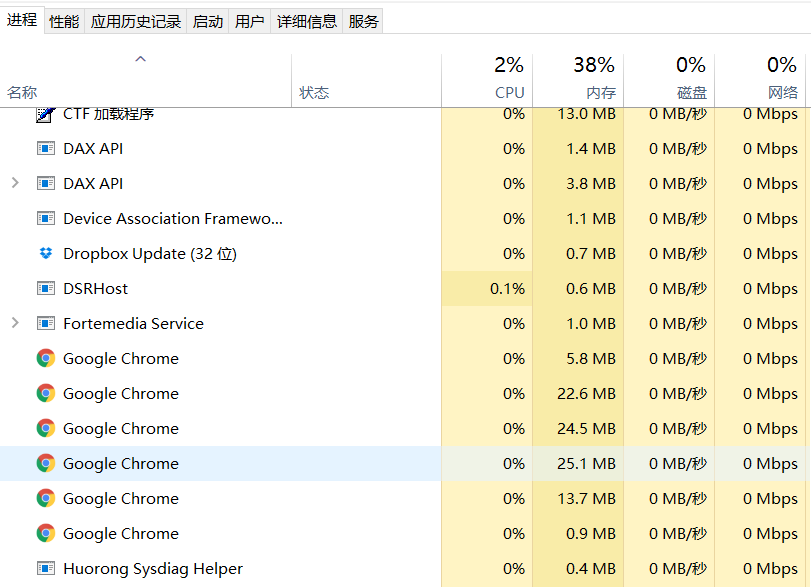 进程 性能 应用历史记录 启动 用户 详细信息 服务
2% 38% 0% 0%
名称 状态 CPU 内存 磁盘 网络
CTF 加载程序 0% 13.0 MB 0 MB/秒 0 Mbps
DAX API 0% 1.4 MB 0 MB/秒 0 Mbps
DAX API 0% 3.8 MB 0 MB/秒 0 Mbps
Device Association Framewo... 0% 1.1 MB 0 MB/秒 0 Mbps
Dropbox Update (32 位) 0% 0.7 MB 0 MB/秒 0 Mbps
DSRHost 0.1% 0.6 MB 0 MB/秒 0 Mbps
Fortemedia Service 0% 1.0 MB 0 MB/秒 0 Mbps
Google Chrome 0% 5.8 MB 0 MB/秒 0 Mbps
Google Chrome 0% 22.6 MB 0 MB/秒 0 Mbps
Google Chrome 0% 24.5 MB 0 MB/秒 0 Mbps
Google Chrome 0% 25.1 MB 0 MB/秒 0 Mbps
Google Chrome 0% 13.7 MB 0 MB/秒 0 Mbps
Google Chrome 0% 0.9 MB 0 MB/秒 0 Mbps
Huorong Sysdiag Helper 0% 0.4 MB 0 MB/秒 0 Mbps